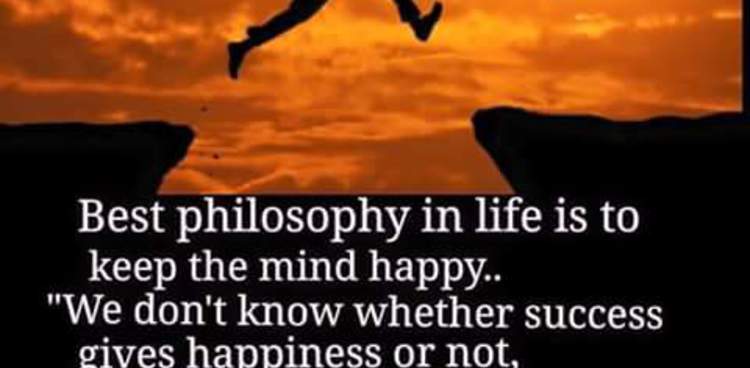 Best philosophy in life is to
keep the mind happy..
"We don't know whether success
gives happiness or not,